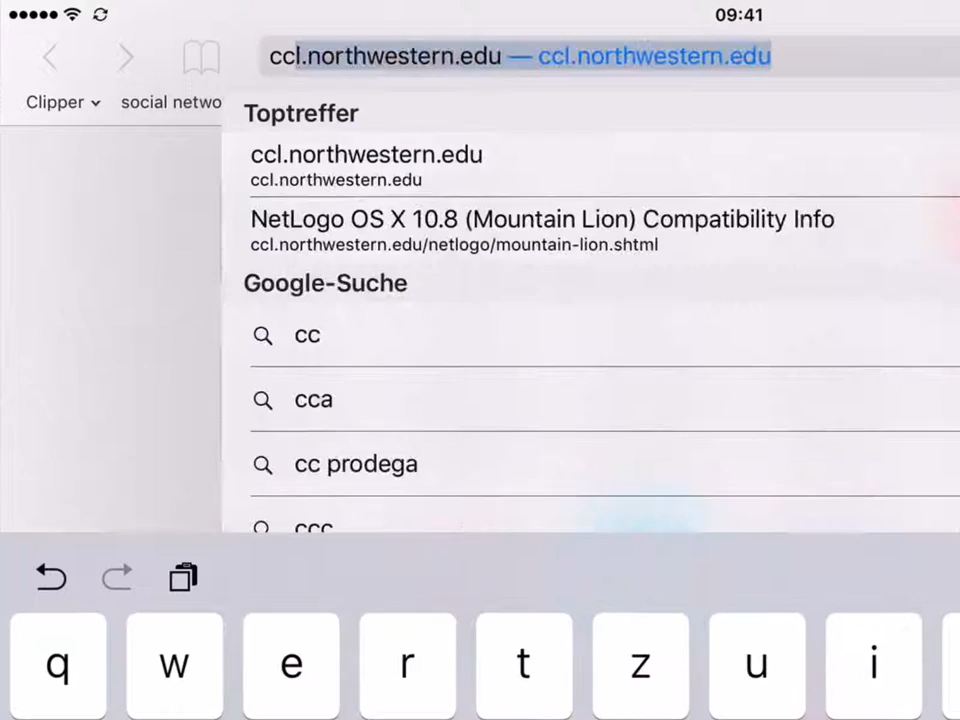 09:41
ccl.northwestern.edu — ccl.northwestern.edu
Clipper social netwo
Toptreffer
ccl.northwestern.edu
ccl.northwestern.edu
NetLogo OS X 10.8 (Mountain Lion) Compatibility Info
ccl.northwestern.edu/netlogo/mountain-lion.shtml
Google-Suche
cc
cca
cc prodega
ccc
q w e r t z u i